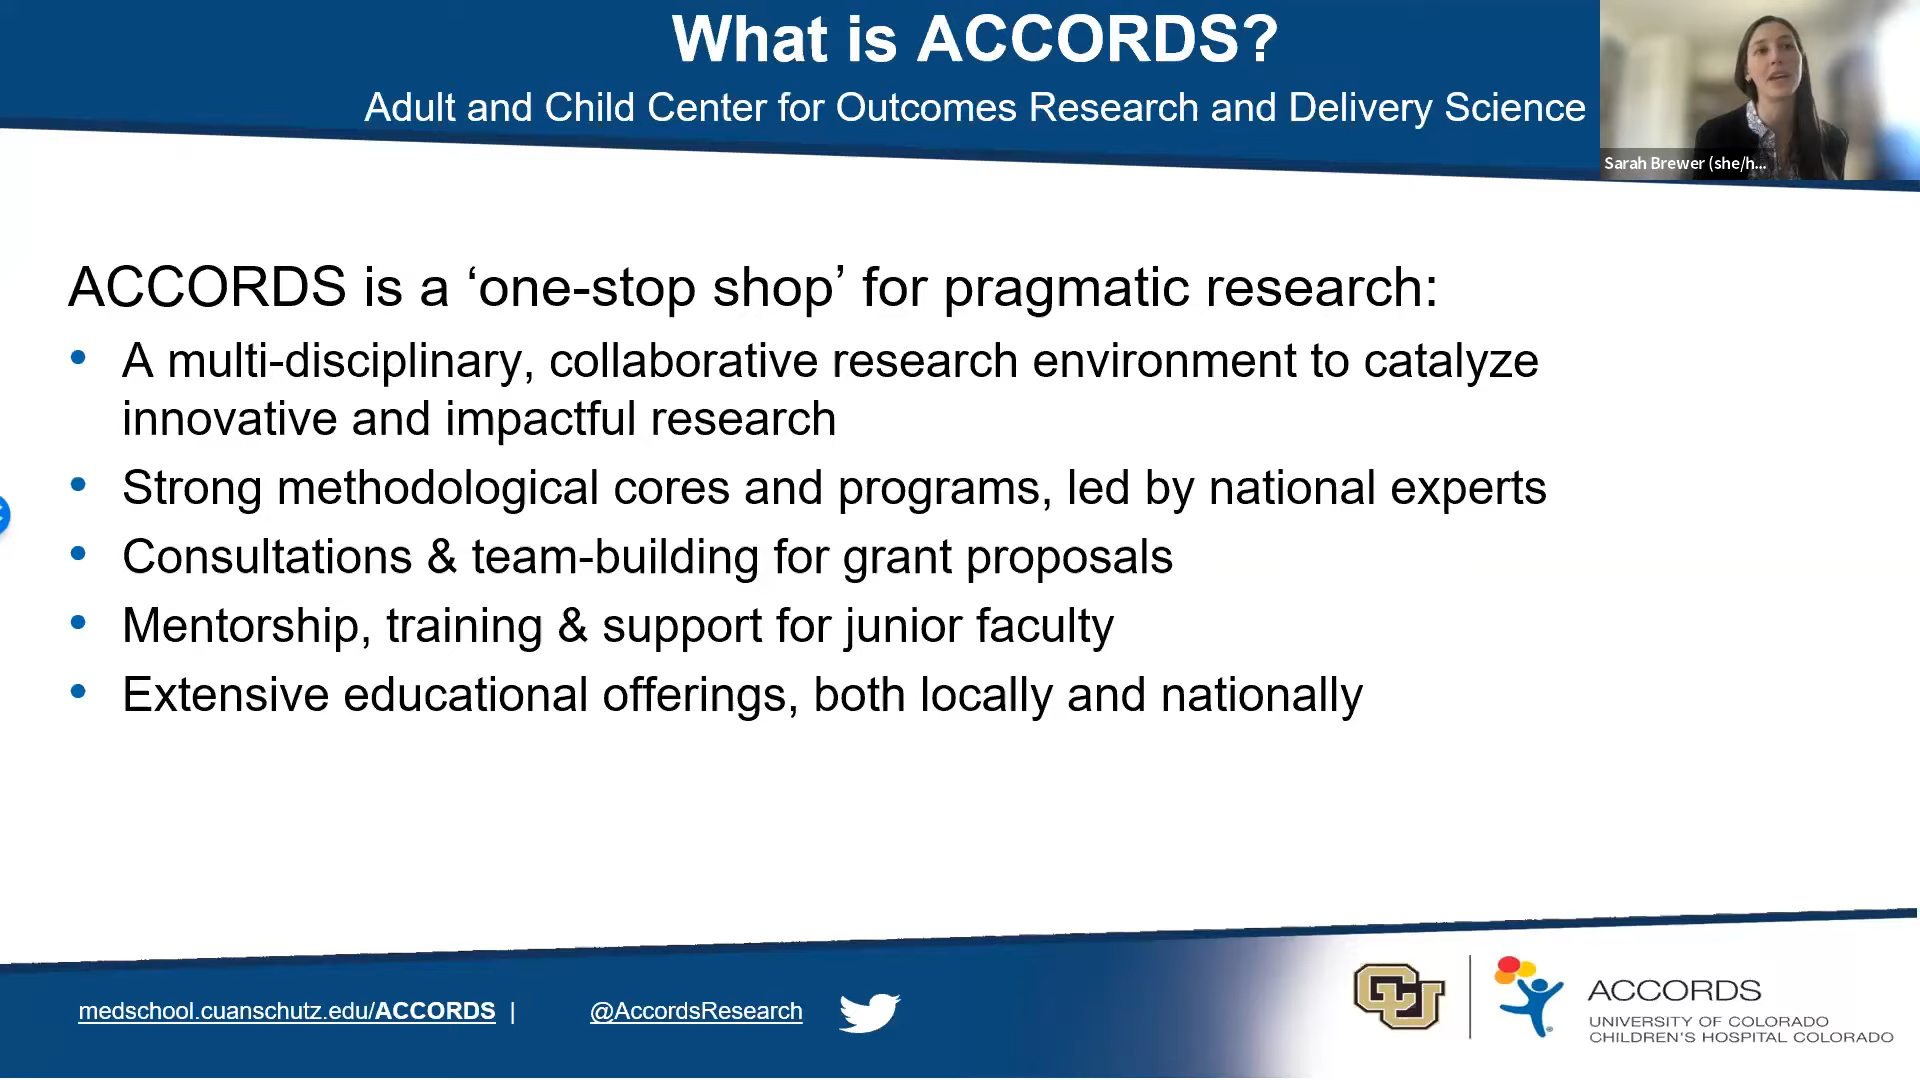 What is ACCORDS?
Adult and Child Center for Outcomes Research and Delivery Science
Sarah Brewer (she/h...
ACCORDS is a ‘one-stop shop’ for pragmatic research:
• A multi-disciplinary, collaborative research environment to catalyze
innovative and impactful research
• Strong methodological cores and programs, led by national experts
• Consultations & team-building for grant proposals
• Mentorship, training & support for junior faculty
• Extensive educational offerings, both locally and nationally
medschool.cuanschutz.edu/ACCORDS | @AccordsResearch
CU
ACCORDS
UNIVERSITY OF COLORADO
CHILDREN'S HOSPITAL COLORADO